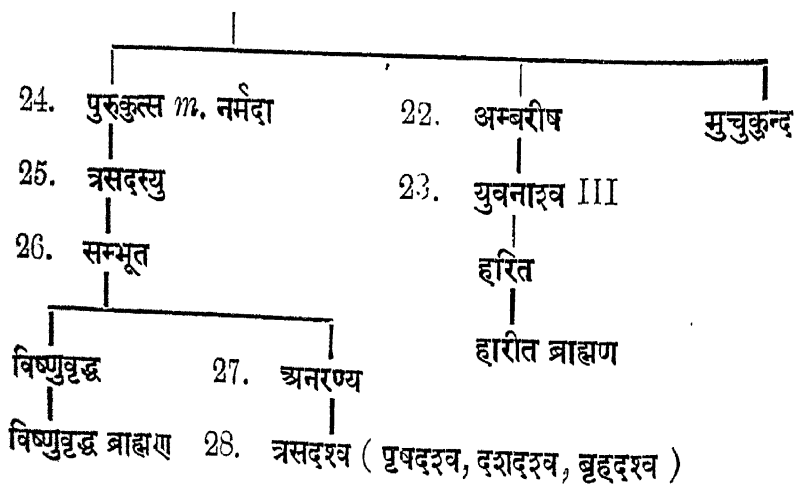 24. पुरुकुत्स m. नर्मदा 22. अम्बरीष मुचुकुन्द
25. त्रसदस्यु 23. युवनाश्व III
26. सम्भूत हरित
विष्णुवृद्ध 27. अनरण्य हारीत ब्राह्मण
विष्णुवृद्ध ब्राह्मण 28. त्रसदश्व ( पृषदश्व, दशदश्व, बृहदश्व )